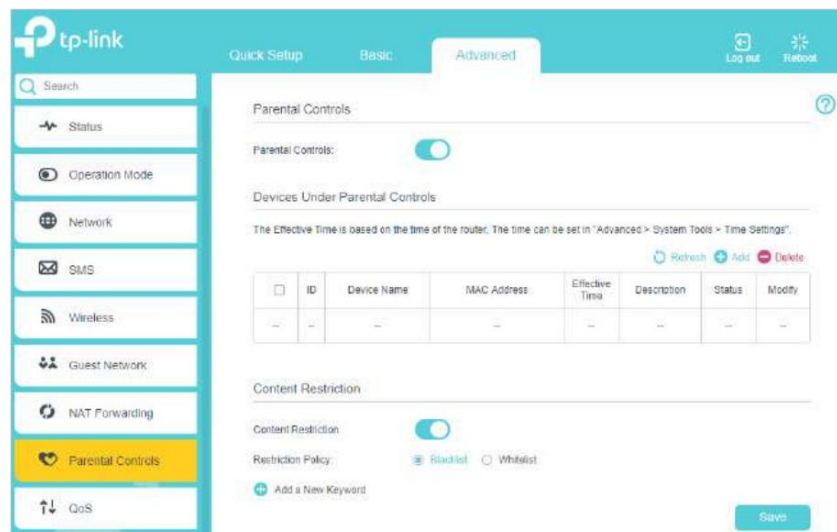 tp-link
Quick Setup Basic Advanced Log out Reboot
Search
Status
Operation Mode
Network
SMS
Wireless
Guest Network
NAT Forwarding
Parental Controls
QoS
Parental Controls
Parental Controls:
Devices Under Parental Controls
The Effective Time is based on the time of the router. The time can be set in "Advanced > System Tools > Time Settings".
Refresh Add Delete
ID Device Name MAC Address Effective Time Description Status Modify
-- -- -- -- -- -- -- --
Content Restriction
Content Restriction
Restriction Policy: Blacklist Whitelist
Add a New Keyword
Save